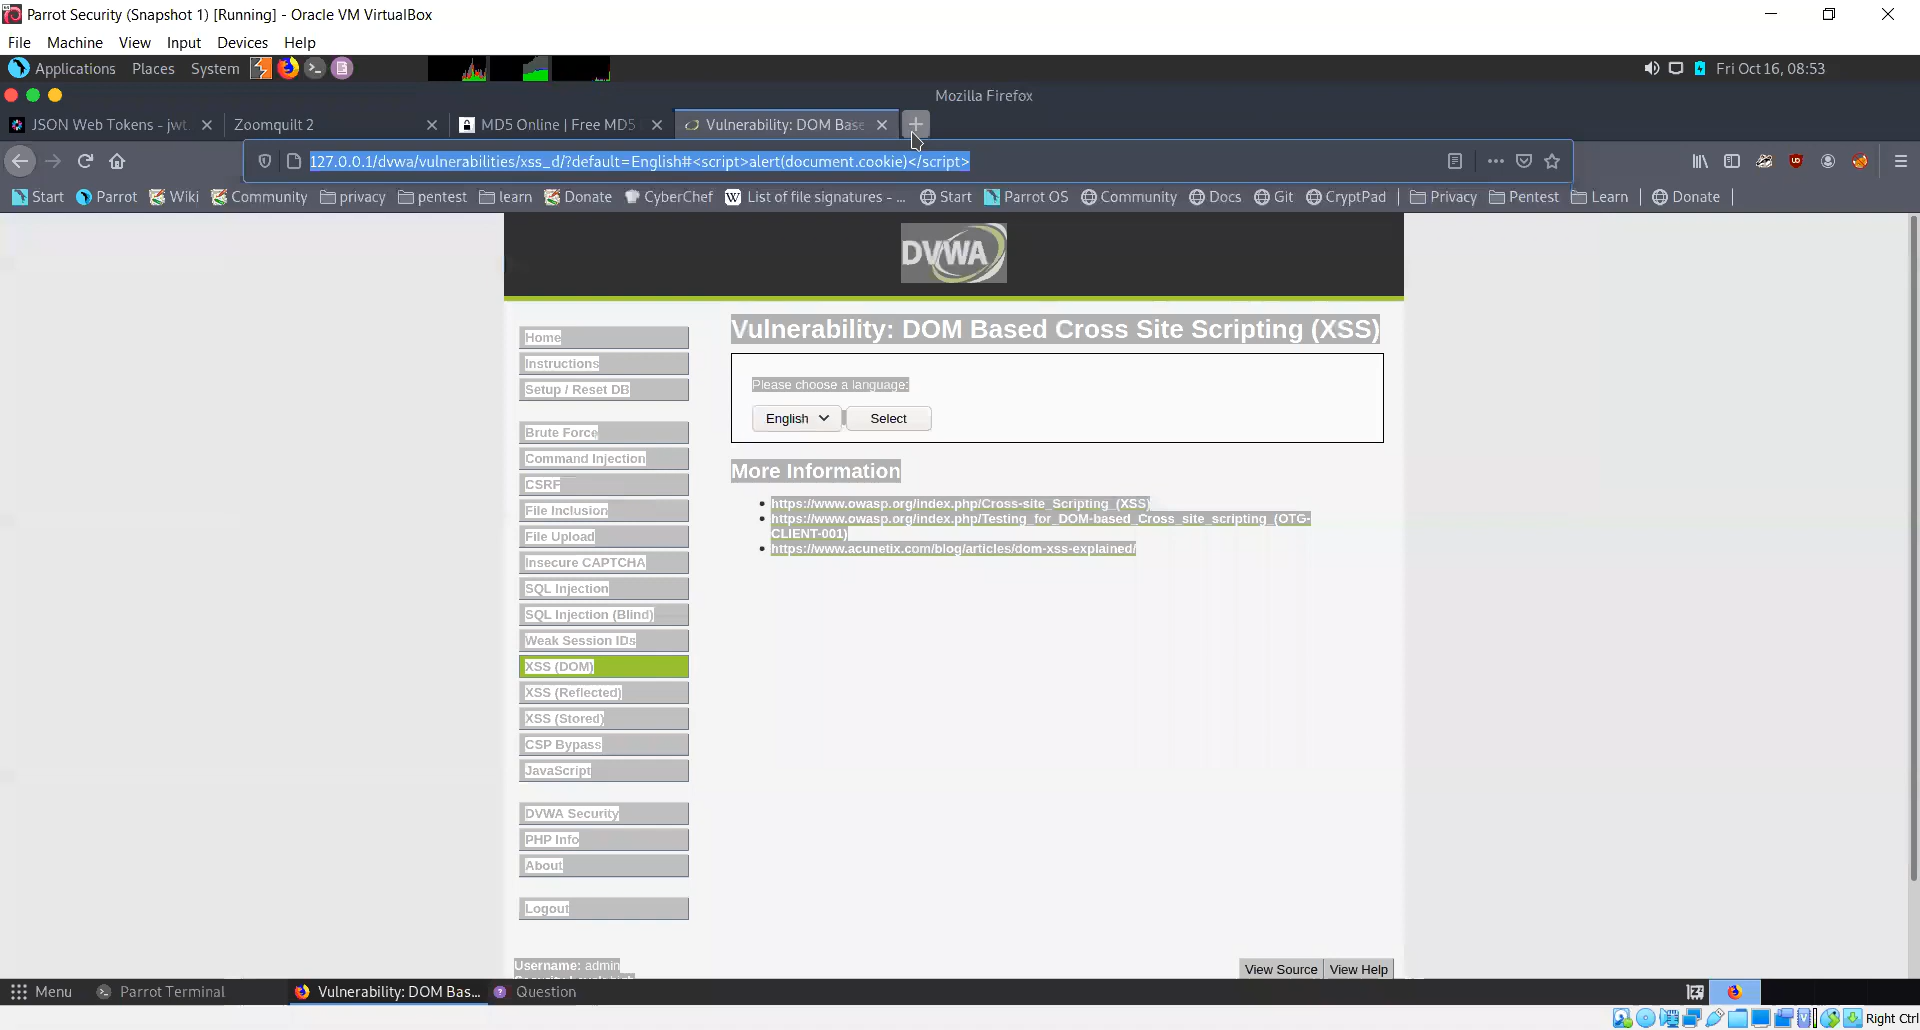 Parrot Security (Snapshot 1) [Running] - Oracle VM VirtualBox
File Machine View Input Devices Help
Applications Places System Fri Oct 16, 08:53
Mozilla Firefox
JSON Web Tokens - jwt. Zoomquilt 2 MD5 Online | Free MD5 Vulnerability: DOM Base
127.0.0.1/dvwa/vulnerabilities/xss_d/?default=English#<script>alert(document.cookie)</script>
Start Parrot Wiki Community privacy pentest learn Donate CyberChef List of file signatures - ... Start Parrot OS Community Docs Git CryptPad Privacy Pentest Learn Donate
DVWA
Vulnerability: DOM Based Cross Site Scripting (XSS)
Please choose a language:
English Select
More Information
https://www.owasp.org/index.php/Cross-site_Scripting_(XSS)
https://www.owasp.org/index.php/Testing_for_DOM-based_Cross_site_scripting_(OTG-
CLIENT-001)
https://www.acunetix.com/blog/articles/dom-xss-explained/
Home
Instructions
Setup / Reset DB
Brute Force
Command Injection
CSRF
File Inclusion
File Upload
Insecure CAPTCHA
SQL Injection
SQL Injection (Blind)
Weak Session IDs
XSS (DOM)
XSS (Reflected)
XSS (Stored)
CSP Bypass
JavaScript
DVWA Security
PHP Info
About
Logout
Username: admin
View Source View Help
Menu Parrot Terminal Vulnerability: DOM Bas... Question
Right Ctrl